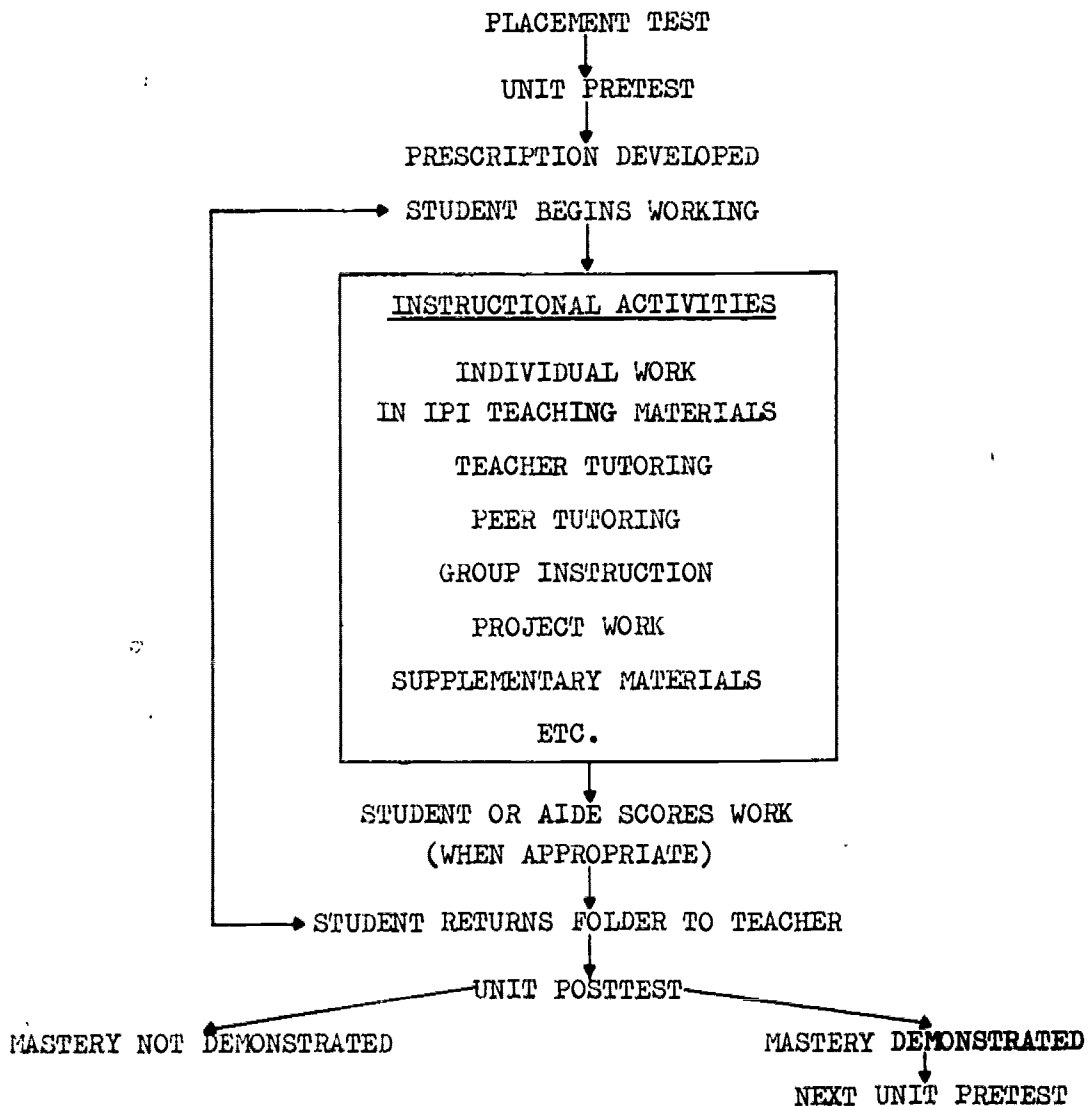 PLACEMENT TEST
UNIT PRETEST
PRESCRIPTION DEVELOPED
STUDENT BEGINS WORKING
INSTRUCTIONAL ACTIVITIES
INDIVIDUAL WORK
IN IPI TEACHING MATERIALS
TEACHER TUTORING
PEER TUTORING
GROUP INSTRUCTION
PROJECT WORK
SUPPLEMENTARY MATERIALS
ETC.
STUDENT OR AIDE SCORES WORK
(WHEN APPROPRIATE)
STUDENT RETURNS FOLDER TO TEACHER
UNIT POSTTEST
MASTERY NOT DEMONSTRATED
MASTERY DEMONSTRATED
NEXT UNIT PRETEST